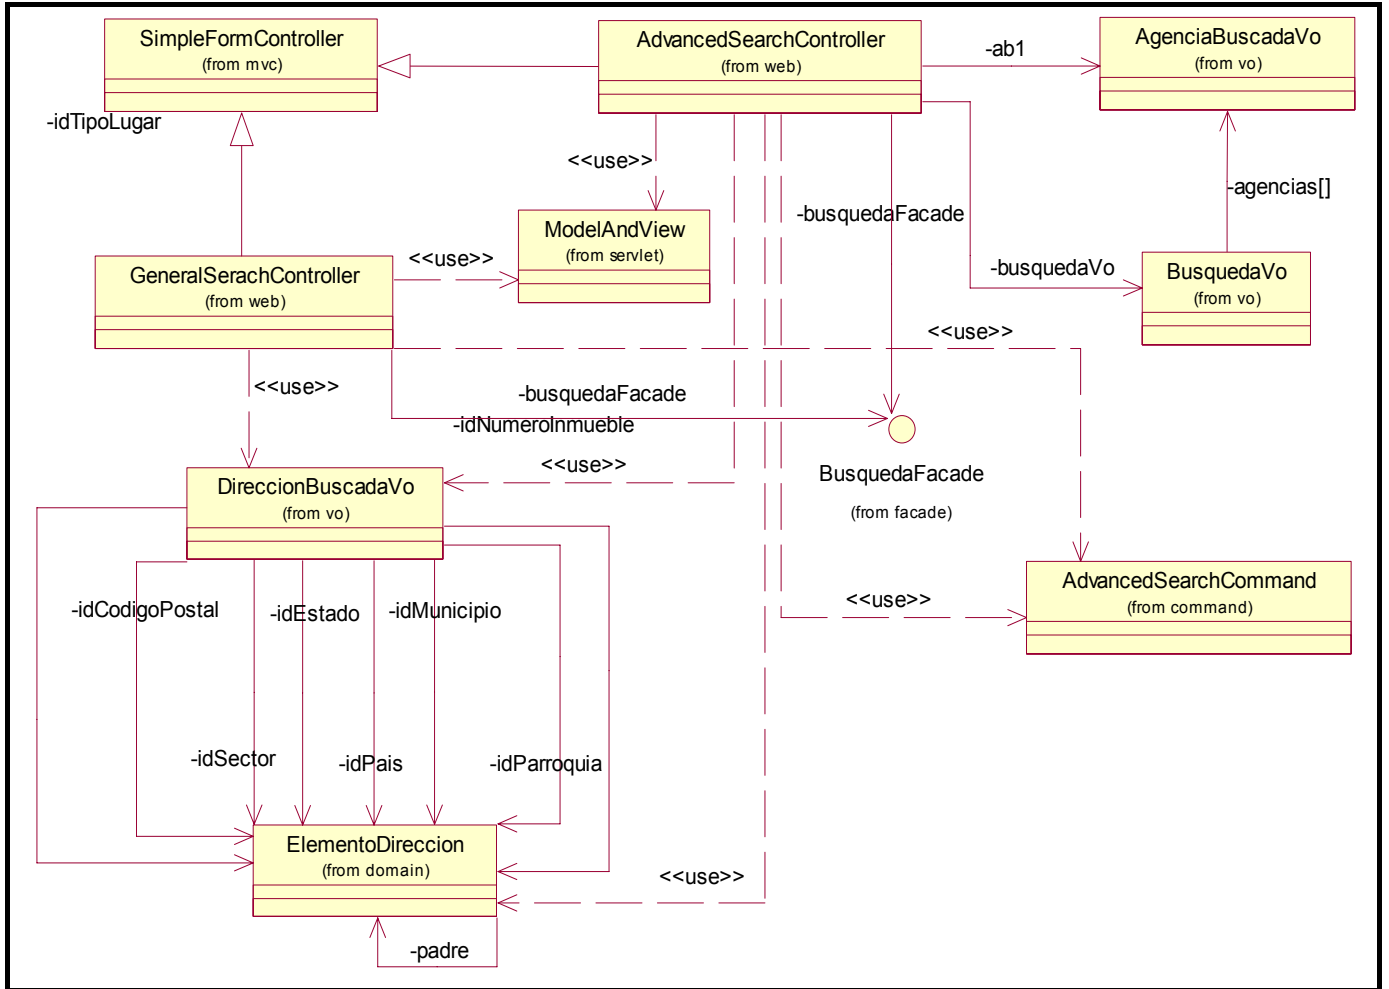 SimpleFormController
(from mvc)
AdvancedSearchController
(from web)
-ab1
AgenciaBuscadaVo
(from vo)
-idTipoLugar
<<use>>
-agencias[]
-busquedaFacade
ModelAndView
(from servlet)
<<use>>
GeneralSerachController
(from web)
-busquedaVo
BusquedaVo
(from vo)
<<use>>
<<use>>
-busquedaFacade
-idNumeroInmueble
<<use>>
BusquedaFacade
(from facade)
DireccionBuscadaVo
(from vo)
AdvancedSearchCommand
(from command)
<<use>>
-idCodigoPostal
-idEstado
-idMunicipio
-idSector
-idPais
-idParroquia
ElementoDireccion
(from domain)
<<use>>
-padre